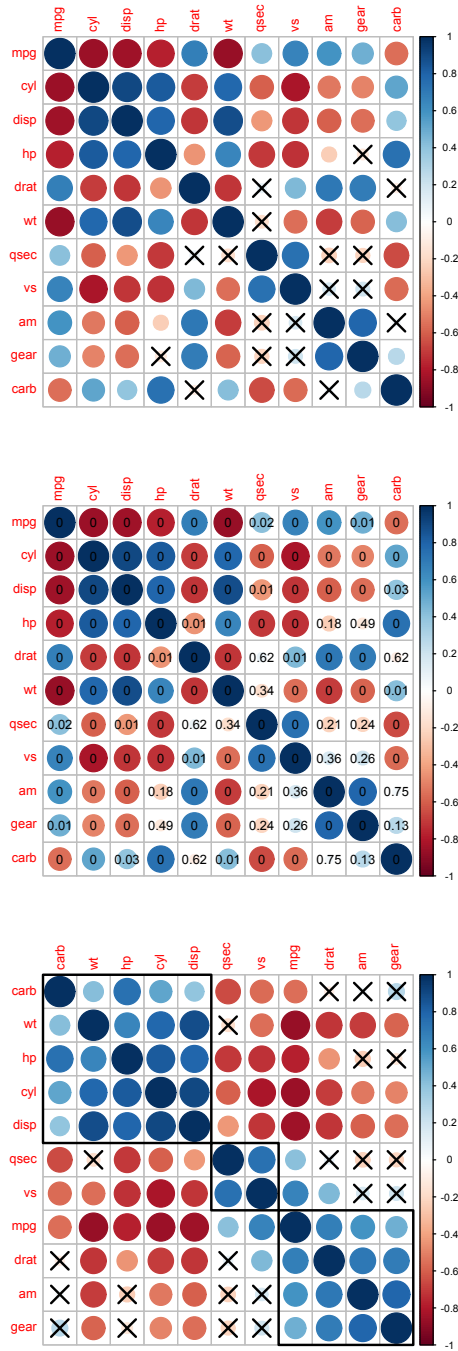 mpg cyl disp hp drat wt qsec vs am gear carb
mpg
cyl
disp
hp
drat
wt
qsec
vs
am
gear
carb
1
0.8
0.6
0.4
0.2
0
-0.2
-0.4
-0.6
-0.8
-1
mpg cyl disp hp drat wt qsec vs am gear carb
mpg 0 0 0 0 0 0 0.02 0 0 0.01 0
cyl 0 0 0 0 0 0 0 0 0 0 0
disp 0 0 0 0 0 0 0.01 0 0 0 0.03
hp 0 0 0 0 0.01 0 0 0 0.18 0.49 0
drat 0 0 0 0.01 0 0 0.62 0.01 0 0 0.62
wt 0 0 0 0 0 0 0.34 0 0 0 0.01
qsec 0.02 0 0.01 0 0.62 0.34 0 0 0.21 0.24 0
vs 0 0 0 0 0.01 0 0 0 0.36 0.26 0
am 0 0 0 0.18 0 0 0.21 0.36 0 0 0.75
gear 0.01 0 0 0.49 0 0 0.24 0.26 0 0 0.13
carb 0 0 0.03 0 0.62 0.01 0 0 0.75 0.13 0
1
0.8
0.6
0.4
0.2
0
-0.2
-0.4
-0.6
-0.8
-1
carb wt hp cyl disp qsec vs mpg drat am gear
carb
wt
hp
cyl
disp
qsec
vs
mpg
drat
am
gear
1
0.8
0.6
0.4
0.2
0
-0.2
-0.4
-0.6
-0.8
-1